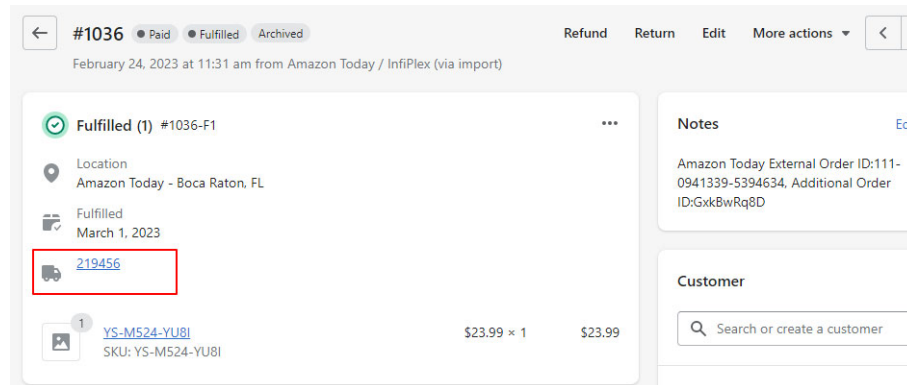 #1036 Paid Fulfilled Archived Refund Return Edit More actions
February 24, 2023 at 11:31 am from Amazon Today / InfiPlex (via import)
Fulfilled (1) #1036-F1
Location
Amazon Today - Boca Raton, FL
Fulfilled
March 1, 2023
219456
1
YS-M524-YU8I $23.99 × 1 $23.99
SKU: YS-M524-YU8I
Notes
Amazon Today External Order ID:111-
0941339-5394634, Additional Order
ID:GxkBwRq8D
Customer
Search or create a customer